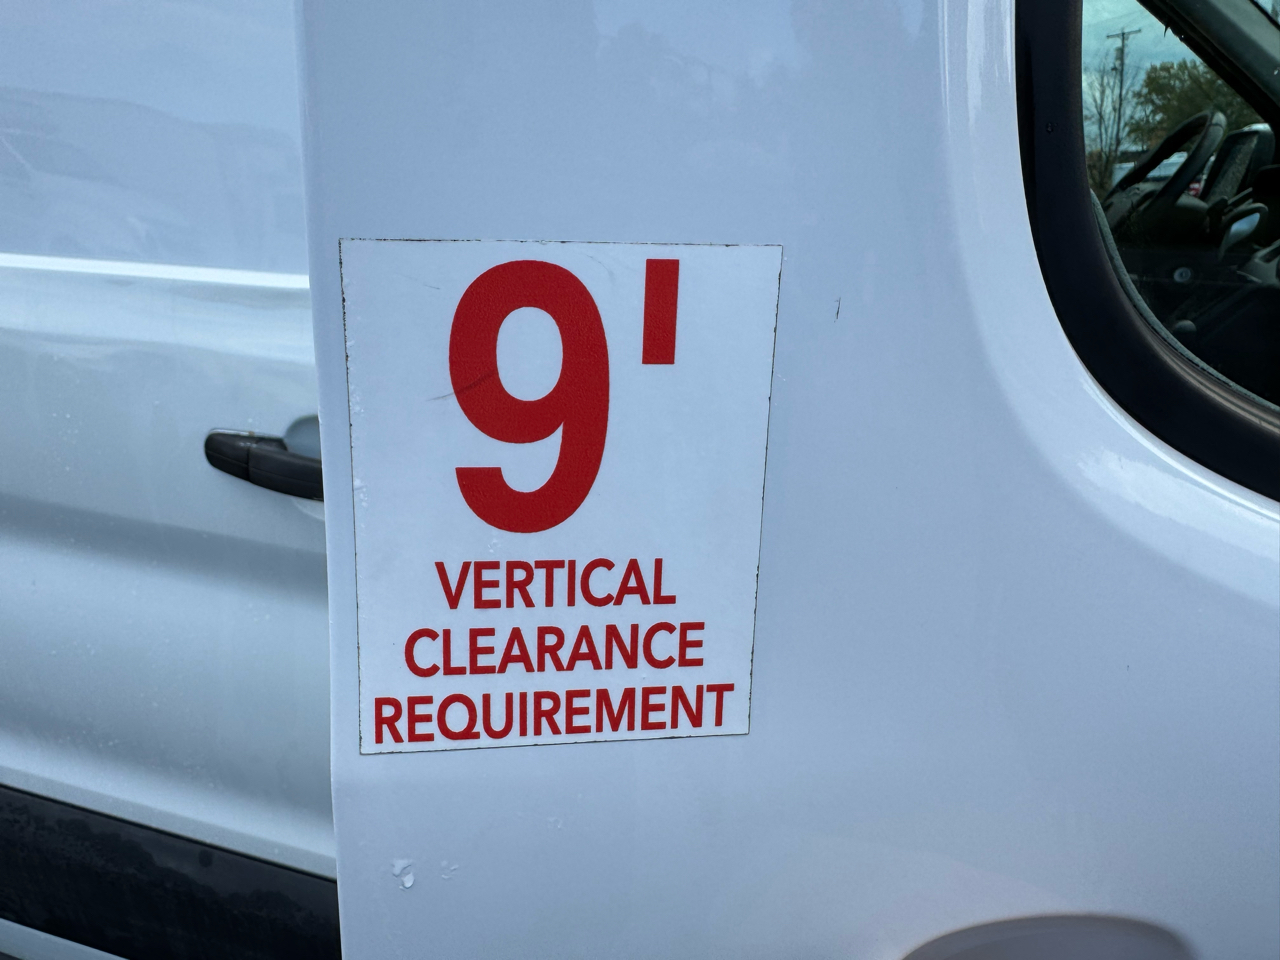 9'
VERTICAL
CLEARANCE
REQUIREMENT